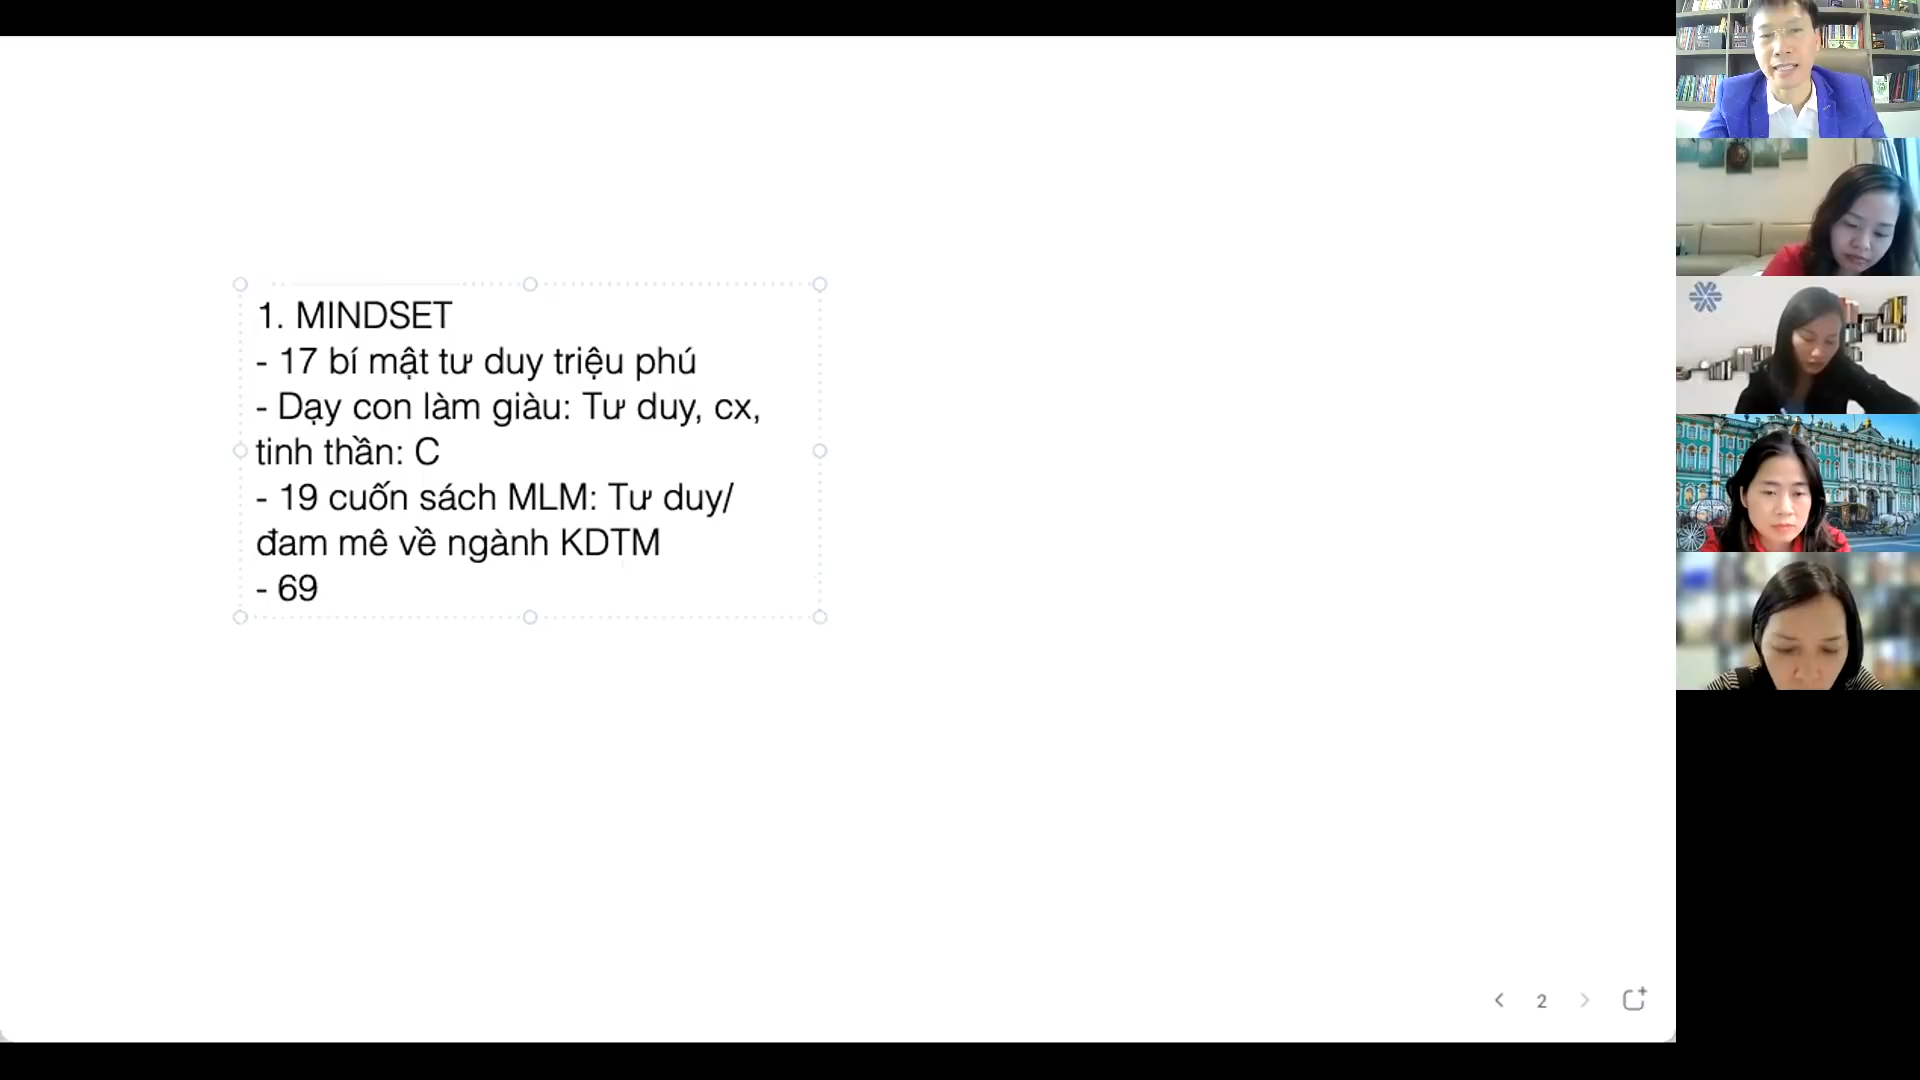 1. MINDSET
- 17 bí mật tư duy triệu phú
- Dạy con làm giàu: Tư duy, cx,
tinh thần: C
- 19 cuốn sách MLM: Tư duy/
đam mê về ngành KDTM
- 69
2